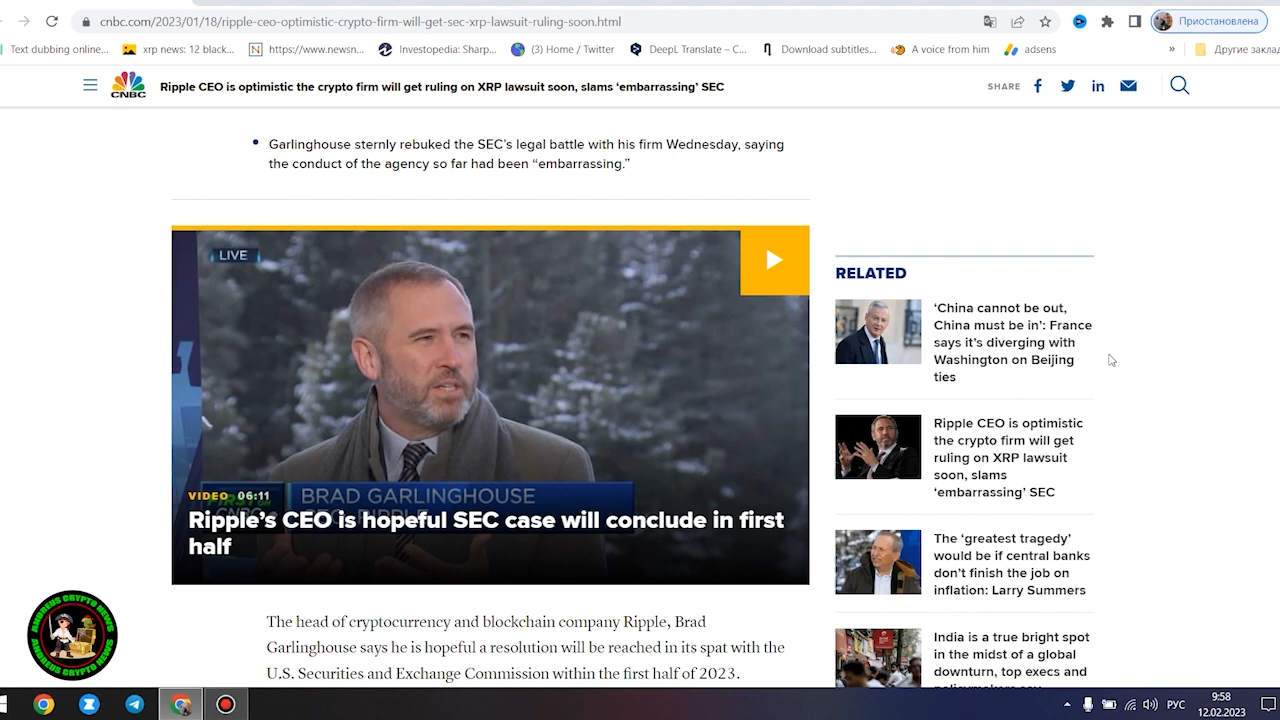 cnbc.com/2023/01/18/ripple-ceo-optimistic-crypto-firm-will-get-sec-xrp-lawsuit-ruling-soon.html
Приостановлена
Text dubbing online...
xrp news: 12 black...
https://www.newsn...
Investopedia: Sharp...
(3) Home / Twitter
DeepL Translate – C...
Download subtitles...
A voice from him
adsens
»
Другие закла
CNBC
Ripple CEO is optimistic the crypto firm will get ruling on XRP lawsuit soon, slams ‘embarrassing’ SEC
SHARE
Garlinghouse sternly rebuked the SEC’s legal battle with his firm Wednesday, saying
the conduct of the agency so far had been “embarrassing.”
LIVE
BRAD GARLINGHOUSE
VIDEO 06:11
Ripple’s CEO is hopeful SEC case will conclude in first
half
The head of cryptocurrency and blockchain company Ripple, Brad
Garlinghouse says he is hopeful a resolution will be reached in its spat with the
U.S. Securities and Exchange Commission within the first half of 2023.
RELATED
‘China cannot be out,
China must be in’: France
says it’s diverging with
Washington on Beijing
ties
Ripple CEO is optimistic
the crypto firm will get
ruling on XRP lawsuit
soon, slams
‘embarrassing’ SEC
The ‘greatest tragedy’
would be if central banks
don’t finish the job on
inflation: Larry Summers
India is a true bright spot
in the midst of a global
downturn, top execs and
ANDREUS CRYPTO NEWS
ANDREUS CRYPTO NEWS
РУС
9:58
12.02.2023